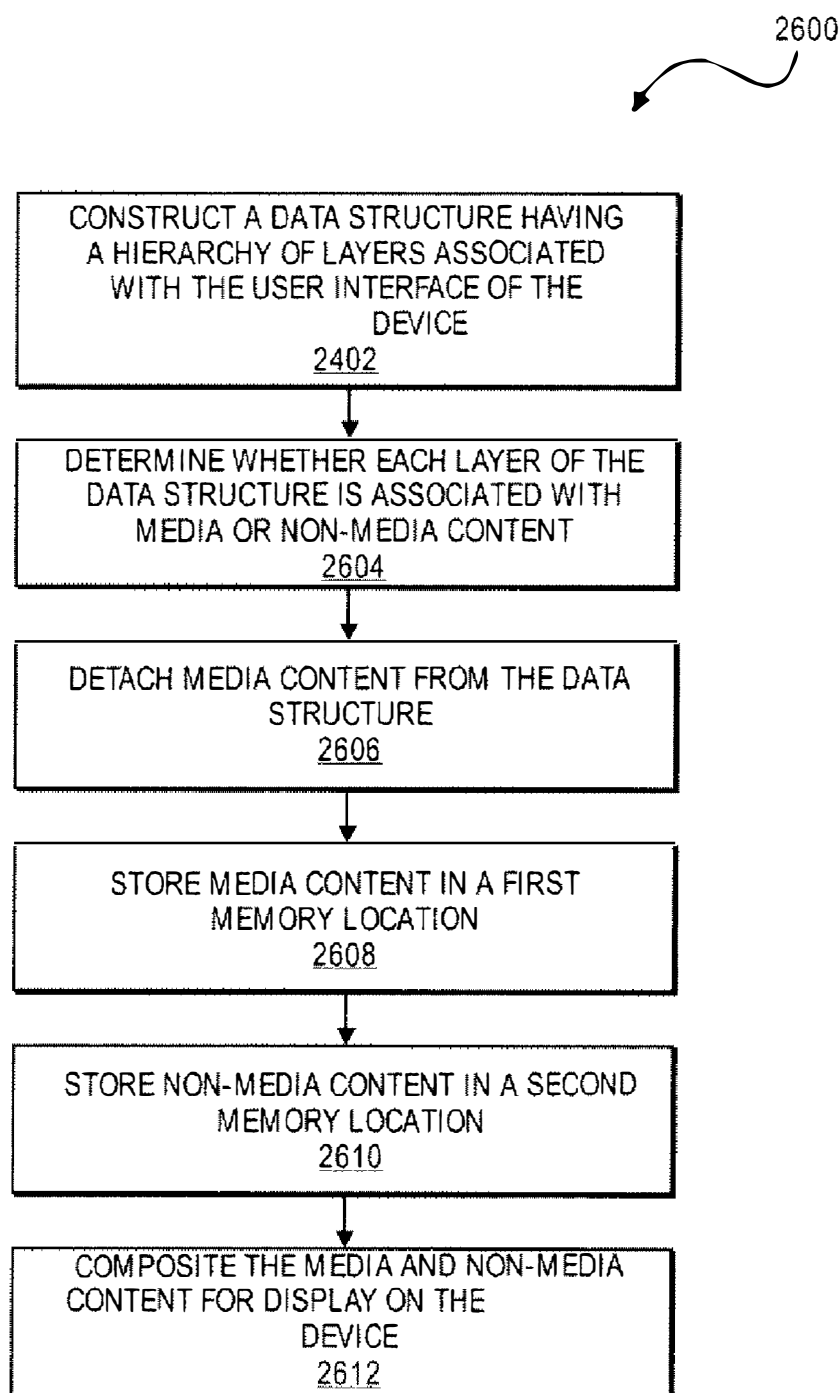 2600
CONSTRUCT A DATA STRUCTURE HAVING
A HIERARCHY OF LAYERS ASSOCIATED
WITH THE USER INTERFACE OF THE
DEVICE
2402
DETERMINE WHETHER EACH LAYER OF THE
DATA STRUCTURE IS ASSOCIATED WITH
MEDIA OR NON-MEDIA CONTENT
2604
DETACH MEDIA CONTENT FROM THE DATA
STRUCTURE
2606
STORE MEDIA CONTENT IN A FIRST
MEMORY LOCATION
2608
STORE NON-MEDIA CONTENT IN A SECOND
MEMORY LOCATION
2610
COMPOSITE THE MEDIA AND NON-MEDIA
CONTENT FOR DISPLAY ON THE
DEVICE
2612